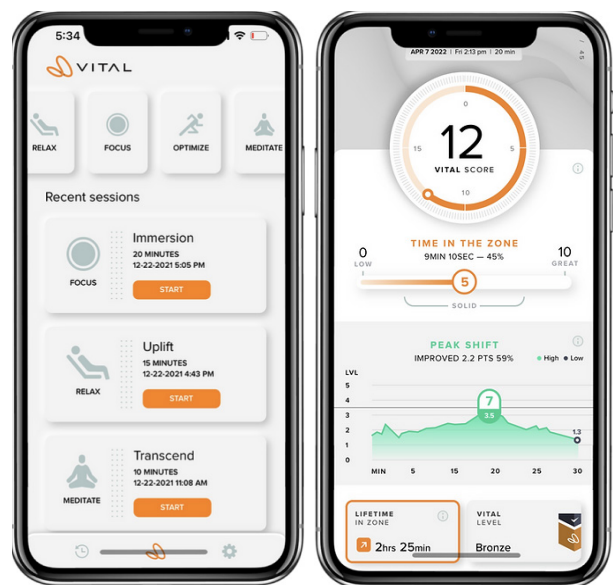 5:34
VITAL
RELAX
FOCUS
OPTIMIZE
MEDITATE
Recent sessions
Immersion
20 MINUTES
12-22-2021 5:05 PM
FOCUS
START
Uplift
15 MINUTES
12-22-2021 4:43 PM
RELAX
START
Transcend
10 MINUTES
12-22-2021 11:08 AM
MEDITATE
START
APR 7 2022 | Fri 2:13 pm | 20 min
0
15
5
10
12
VITAL SCORE
TIME IN THE ZONE
9MIN 10SEC — 45%
0
LOW
10
GREAT
5
SOLID
PEAK SHIFT
IMPROVED 2.2 PTS 59%
High
Low
LVL
5
4
3
2
1
0
7
3.5
1.3
MIN 5 15 20 25 30
LIFETIME
IN ZONE
2hrs 25min
VITAL
LEVEL
Bronze